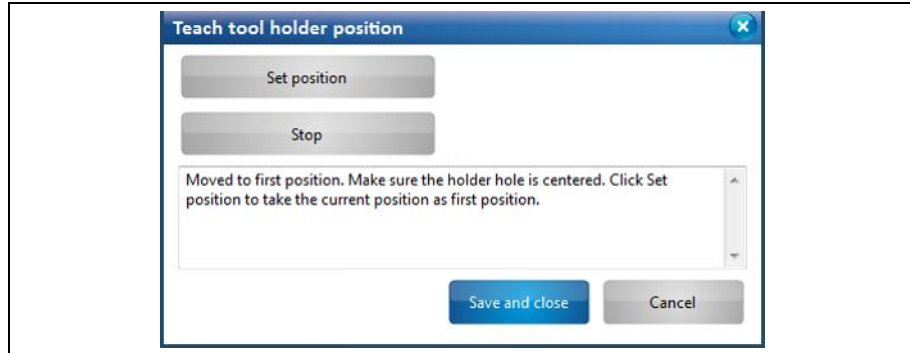 Teach tool holder position
Set position
Stop
Moved to first position. Make sure the holder hole is centered. Click Set
position to take the current position as first position.
Save and close
Cancel